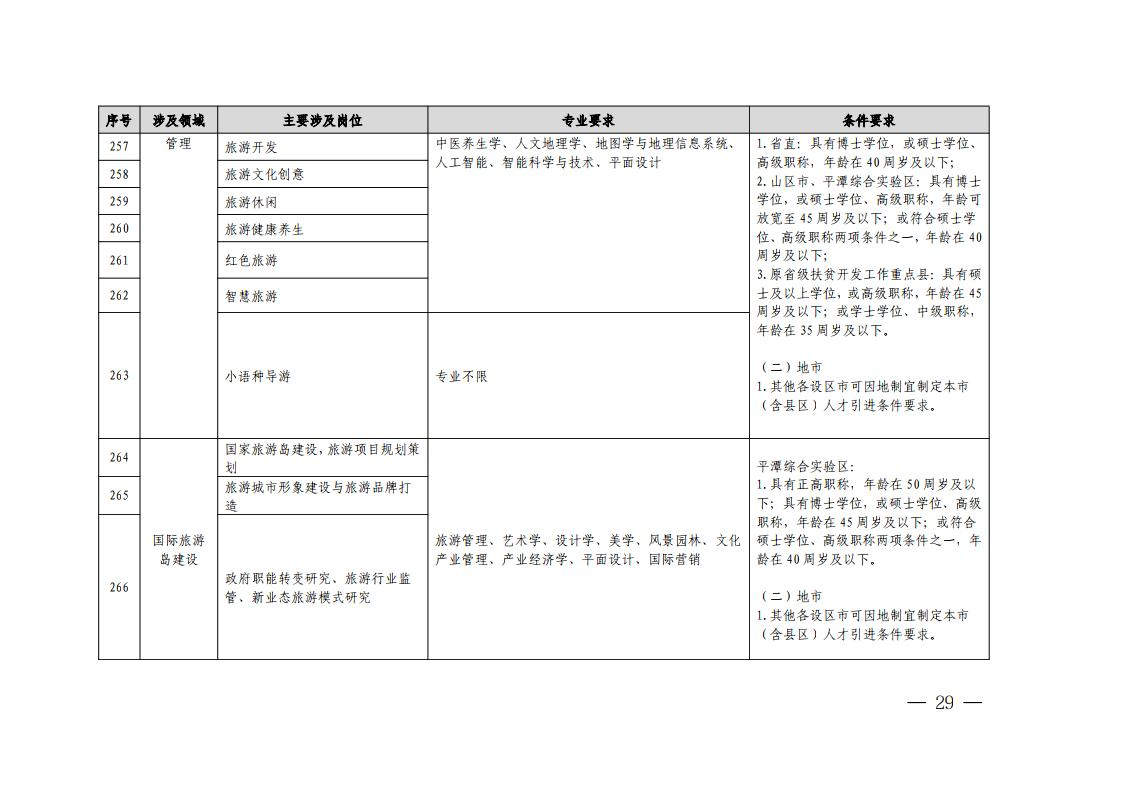 序号 涉及领域 主要涉及岗位 专业要求 条件要求
257
258
259
260
261
262
263
管理
旅游开发
旅游文化创意
旅游休闲
旅游健康养生
红色旅游
智慧旅游
小语种导游
中医养生学、人文地理学、地图学与地理信息系统、
人工智能、智能科学与技术、平面设计
专业不限
1.省直：具有博士学位，或硕士学位、
高级职称，年龄在 40 周岁及以下；
2.山区市、平潭综合实验区：具有博士
学位，或硕士学位、高级职称，年龄可
放宽至 45 周岁及以下；或符合硕士学
位、高级职称两项条件之一，年龄在 40
周岁及以下；
3.原省级扶贫开发工作重点县：具有硕
士及以上学位，或高级职称，年龄在 45
周岁及以下；或学士学位、中级职称，
年龄在 35 周岁及以下。
（二）地市
1.其他各设区市可因地制宜制定本市
（含县区）人才引进条件要求。
264
265
266
国际旅游
岛建设
国家旅游岛建设，旅游项目规划策
划
旅游城市形象建设与旅游品牌打
造
政府职能转变研究、旅游行业监
管、新业态旅游模式研究
旅游管理、艺术学、设计学、美学、风景园林、文化
产业管理、产业经济学、平面设计、国际营销
平潭综合实验区：
1.具有正高职称，年龄在 50 周岁及以
下；具有博士学位，或硕士学位、高级
职称，年龄在 45 周岁及以下；或符合
硕士学位、高级职称两项条件之一，年
龄在 40 周岁及以下。
（二）地市
1.其他各设区市可因地制宜制定本市
（含县区）人才引进条件要求。
— 29 —